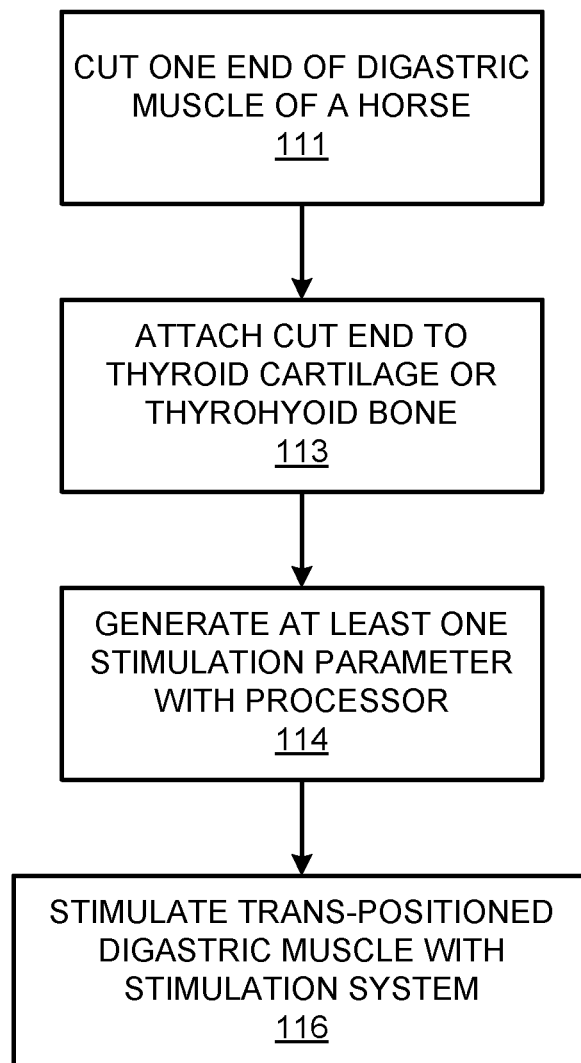 CUT ONE END OF DIGASTRIC
MUSCLE OF A HORSE
111
ATTACH CUT END TO
THYROID CARTILAGE OR
THYROHYOID BONE
113
GENERATE AT LEAST ONE
STIMULATION PARAMETER
WITH PROCESSOR
114
STIMULATE TRANS-POSITIONED
DIGASTRIC MUSCLE WITH
STIMULATION SYSTEM
116